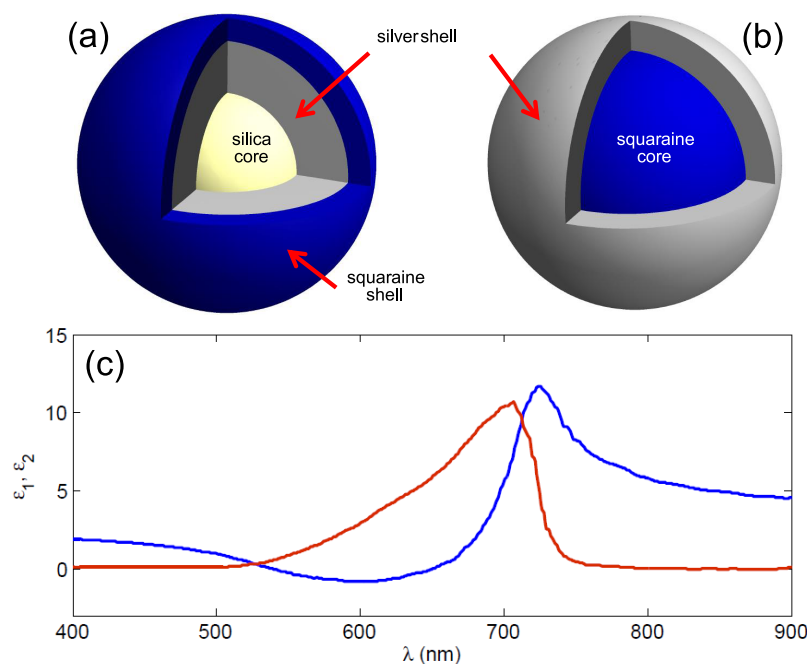 (a)
silver shell
(b)
silica
core
squaraine
core
squaraine
shell
(c)
15
10
5
0
ε1, ε2
400
500
600
700
800
900
λ (nm)